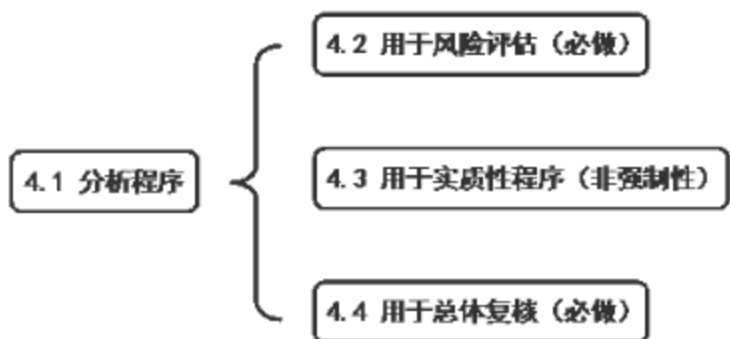 4.2 用于风险评估（必做）
4.1 分析程序
4.3 用于实质性程序（非强制性）
4.4 用于总体复核（必做）